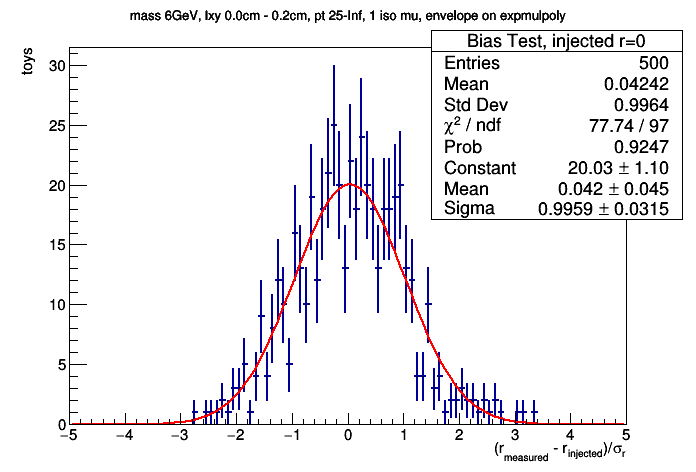 mass 6GeV, lxy 0.0cm - 0.2cm, pt 25-Inf, 1 iso mu, envelope on expmulpoly
Bias Test, injected r=0
Entries 500
Mean 0.04242
Std Dev 0.9964
χ² / ndf 77.74 / 97
Prob 0.9247
Constant 20.03 ± 1.10
Mean 0.042 ± 0.045
Sigma 0.9959 ± 0.0315
toys
30
25
20
15
10
5
0
−5 −4 −3 −2 −1 0 1 2 3 4 5
(r_measured - r_injected)/σ_r